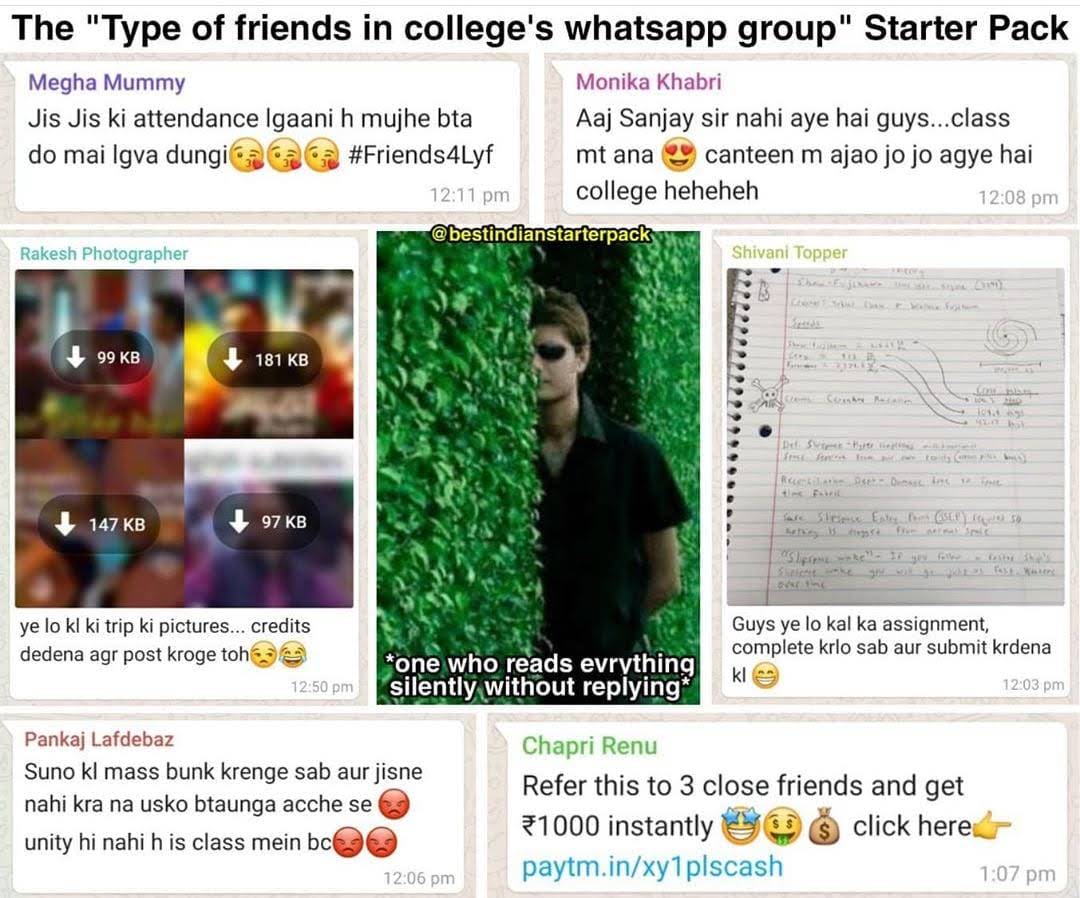 The "Type of friends in college's whatsapp group" Starter Pack
Megha Mummy
Jis Jis ki attendance lgaani h mujhe bta
do mai lgva dungi😘😘😘 #Friends4Lyf
12:11 pm
Monika Khabri
Aaj Sanjay sir nahi aye hai guys...class
mt ana 😍 canteen m ajao jo jo agye hai
college heheheh
12:08 pm
Rakesh Photographer
99 KB
181 KB
147 KB
97 KB
ye lo kl ki trip ki pictures... credits
dedena agr post kroge toh😒😂
12:50 pm
@bestindianstarterpack
*one who reads evrything
silently without replying*
Shivani Topper
Guys ye lo kal ka assignment,
complete krlo sab aur submit krdena
kl 😁
12:03 pm
Pankaj Lafdebaz
Suno kl mass bunk krenge sab aur jisne
nahi kra na usko btaunga acche se 😡
unity hi nahi h is class mein bc😡😡
12:06 pm
Chapri Renu
Refer this to 3 close friends and get
₹1000 instantly 🤩🤑💰 click here👉
paytm.in/xy1plscash
1:07 pm